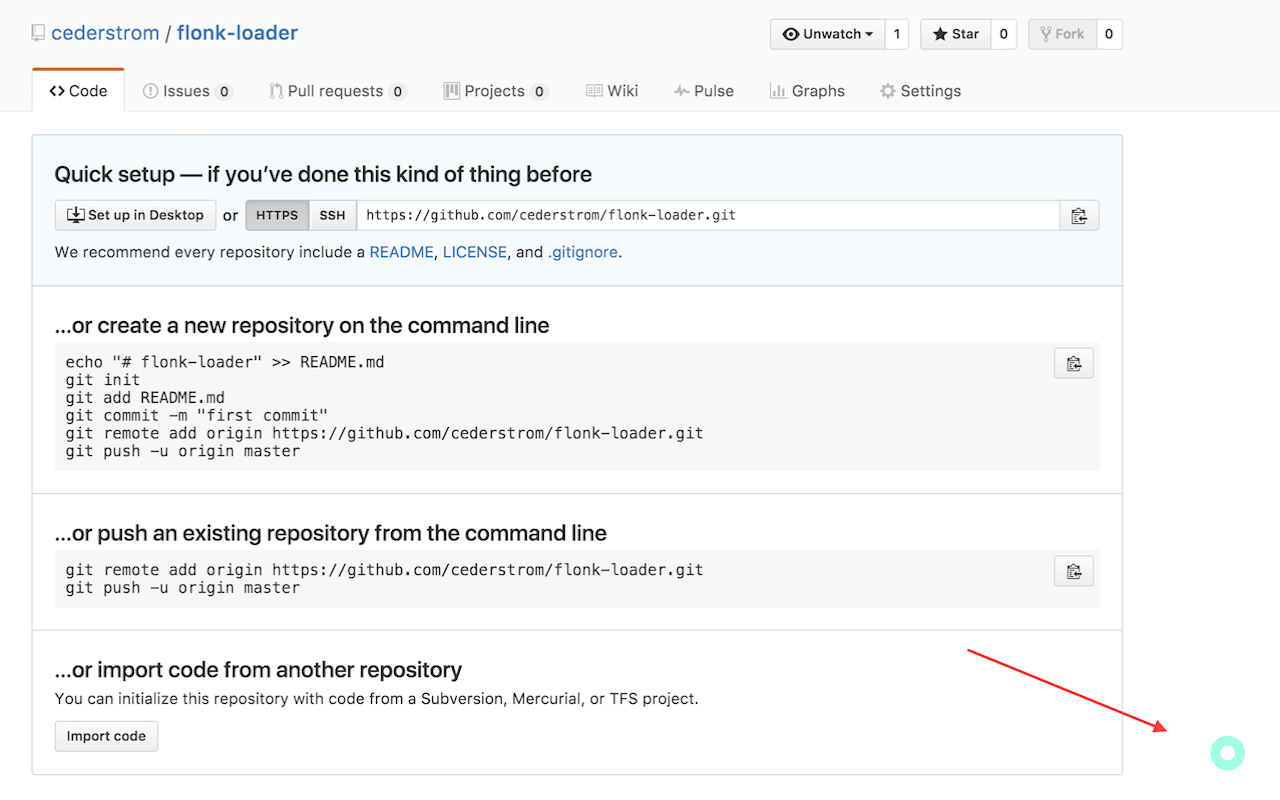 cederstrom / flonk-loader
Unwatch 1 Star 0 Fork 0
Code Issues 0 Pull requests 0 Projects 0 Wiki Pulse Graphs Settings
Quick setup — if you’ve done this kind of thing before
Set up in Desktop or HTTPS SSH https://github.com/cederstrom/flonk-loader.git
We recommend every repository include a README, LICENSE, and .gitignore.
…or create a new repository on the command line
echo "# flonk-loader" >> README.md
git init
git add README.md
git commit -m "first commit"
git remote add origin https://github.com/cederstrom/flonk-loader.git
git push -u origin master
…or push an existing repository from the command line
git remote add origin https://github.com/cederstrom/flonk-loader.git
git push -u origin master
…or import code from another repository
You can initialize this repository with code from a Subversion, Mercurial, or TFS project.
Import code